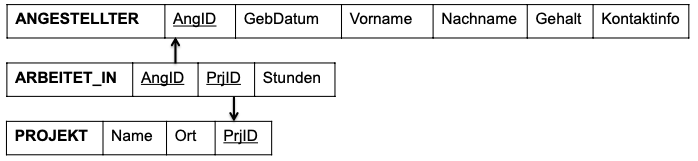 ANGESTELLTER AngID GebDatum Vorname Nachname Gehalt Kontaktinfo
ARBEITET_IN AngID PrjID Stunden
PROJEKT Name Ort PrjID